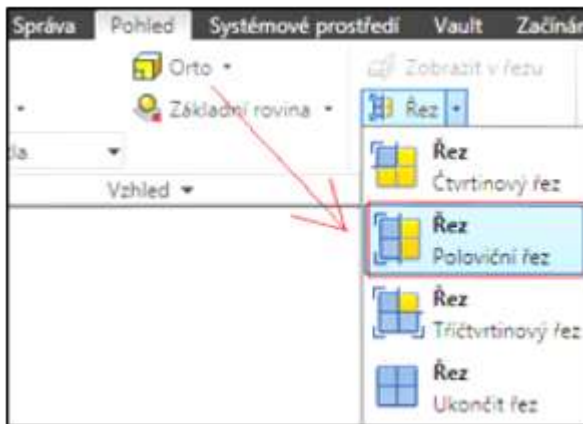 Správa Pohled Systémové prostředí Vault
Orto
Zobrazit v řezu
Základní rovina
Řez
Vzhled
Řez
Čtvrtinový řez
Řez
Poloviční řez
Řez
Tříčtvrtinový řez
Řez
Ukončit řez